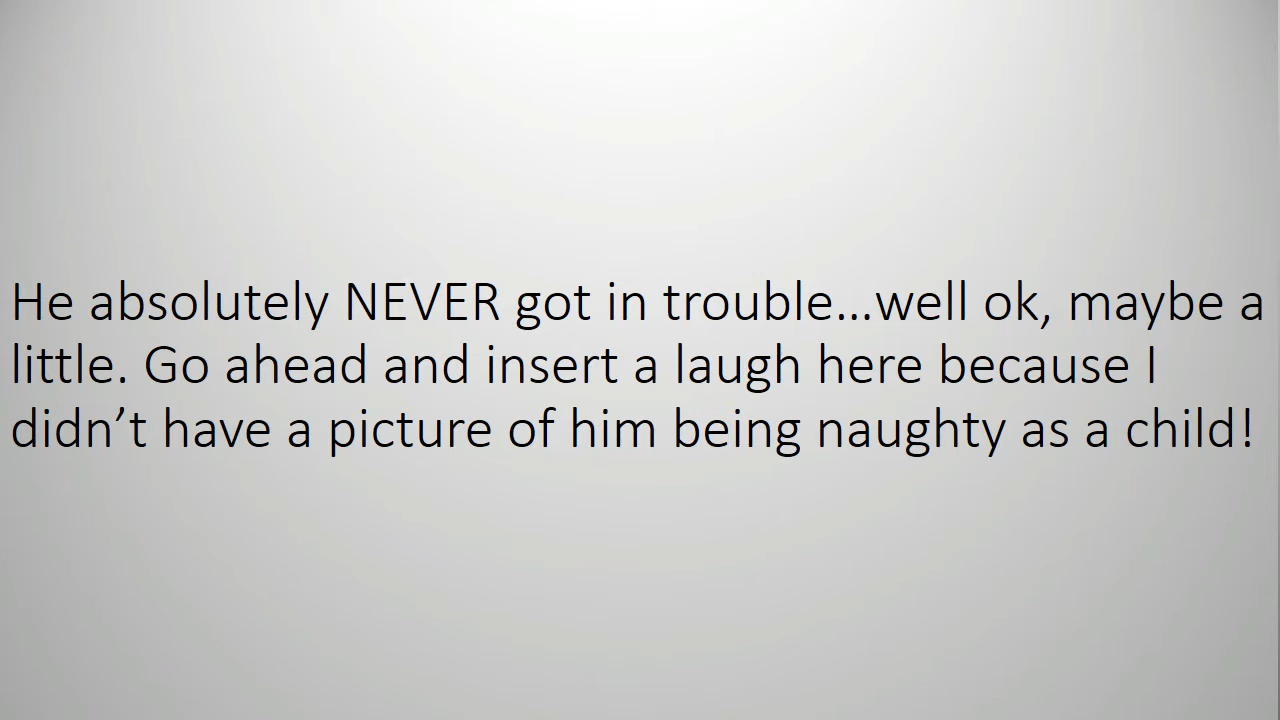 He absolutely NEVER got in trouble...well ok, maybe a
little. Go ahead and insert a laugh here because I
didn’t have a picture of him being naughty as a child!